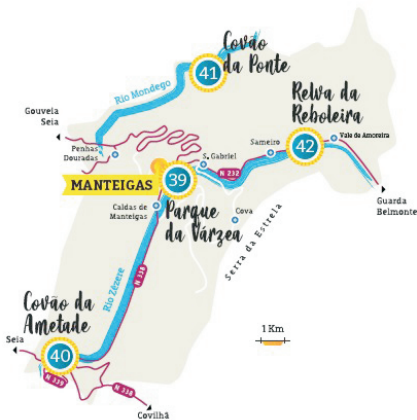 Covão
da Ponte
41
Rio Mondego
Relva da
Reboleira
42
Gouveia
Seia
Penhas
Douradas
S. Gabriel
Sameiro
Vale de Amoreira
N 232
MANTEIGAS
39
Guarda
Belmonte
Caldas de
Manteigas
Parque
da Várzea
Cova
Serra da Estrela
N 338
Rio Zêzere
Covão da
Ametade
1 Km
Seia
40
N 339
N 338
Covilhã